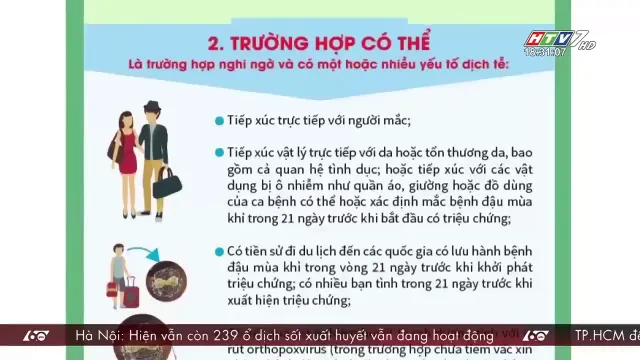 HTV7 HD
18:31:07
2. TRƯỜNG HỢP CÓ THỂ
Là trường hợp nghi ngờ và có một hoặc nhiều yếu tố dịch tễ:
Tiếp xúc trực tiếp với người mắc;
Tiếp xúc vật lý trực tiếp với da hoặc tổn thương da, bao
gồm cả quan hệ tình dục; hoặc tiếp xúc với các vật
dụng bị ô nhiễm như quần áo, giường hoặc đồ dùng
của ca bệnh có thể hoặc xác định mắc bệnh đậu mùa
khỉ trong 21 ngày trước khi bắt đầu có triệu chứng;
Có tiền sử đi du lịch đến các quốc gia có lưu hành bệnh
đậu mùa khỉ trong vòng 21 ngày trước khi khởi phát
triệu chứng; có nhiều bạn tình trong 21 ngày trước khi
xuất hiện triệu chứng;
60 Hà Nội: Hiện vẫn còn 239 ổ dịch sốt xuất huyết vẫn đang hoạt động 60 TP.HCM
rút orthopoxvirus (trong trường hợp chưa tiêm vắc xin